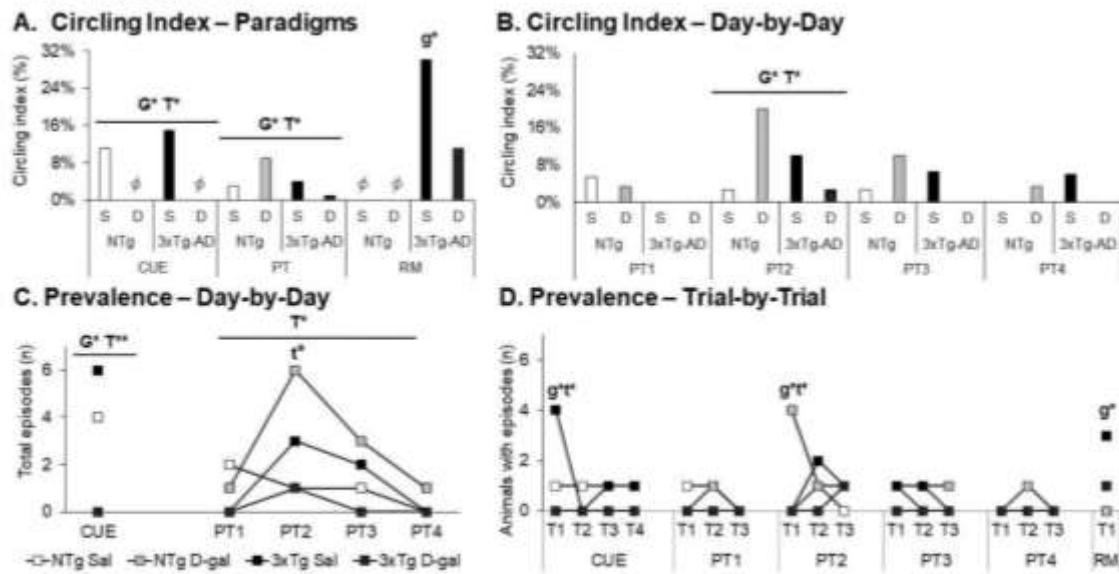 A. Circling Index – Paradigms
32%
24%
16%
8%
0%
Circling index (%)
G* T*
G* T*
g*
ϕ ϕ ϕ ϕ
S D S D S D S D S D S D
NTg 3xTg-AD NTg 3xTg-AD NTg 3xTg-AD
CUE PT RM
B. Circling Index – Day-by-Day
32%
24%
16%
8%
0%
Circling index (%)
G* T*
S D S D S D S D S D S D S D S D
NTg 3xTg-AD NTg 3xTg-AD NTg 3xTg-AD NTg 3xTg-AD
PT1 PT2 PT3 PT4
C. Prevalence – Day-by-Day
G* T**
T*
t*
6
4
2
0
Total episodes (n)
CUE PT1 PT2 PT3 PT4
NTg Sal NTg D-gal 3xTg Sal 3xTg D-gal
D. Prevalence – Trial-by-Trial
6
4
2
0
Animals with episodes (n)
g*t*
g*t*
g*
T1 T2 T3 T4 T1 T2 T3 T1 T2 T3 T1 T2 T3 T1 T2 T3 T1
CUE PT1 PT2 PT3 PT4 RM